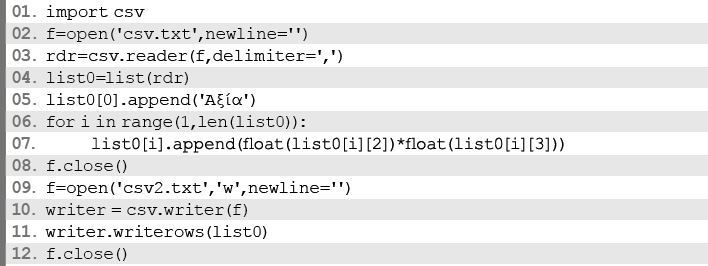 01. import csv
02. f=open('csv.txt',newline='')
03. rdr=csv.reader(f,delimiter=',')
04. list0=list(rdr)
05. list0[0].append('Αξία')
06. for i in range(1,len(list0)):
07. list0[i].append(float(list0[i][2])*float(list0[i][3]))
08. f.close()
09. f=open('csv2.txt','w',newline='')
10. writer = csv.writer(f)
11. writer.writerows(list0)
12. f.close()